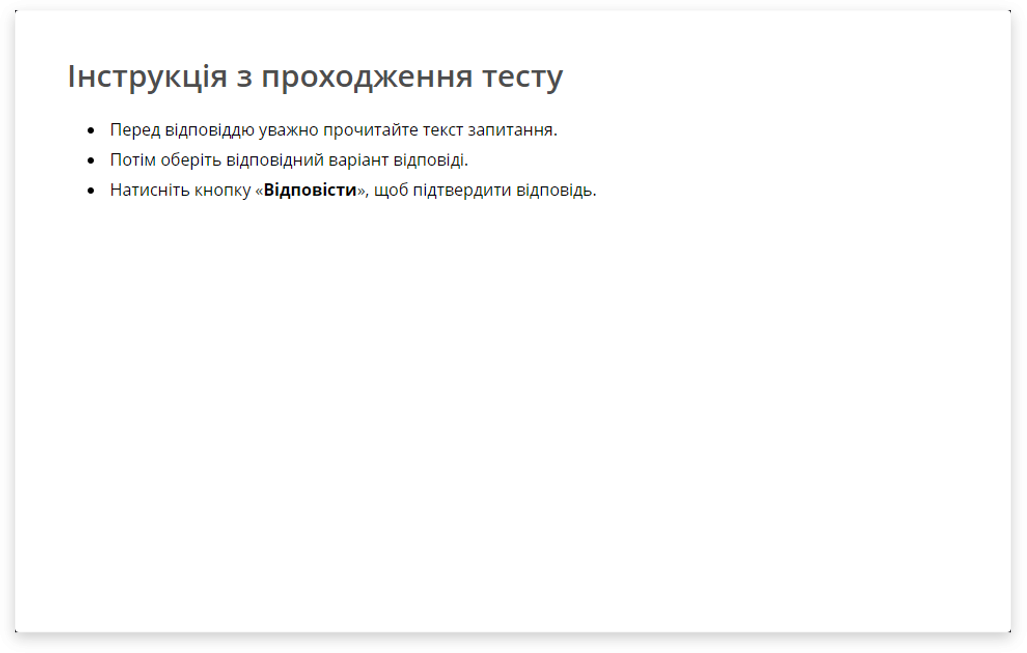 Інструкція з проходження тесту
• Перед відповіддю уважно прочитайте текст запитання.
• Потім оберіть відповідний варіант відповіді.
• Натисніть кнопку «Відповісти», щоб підтвердити відповідь.